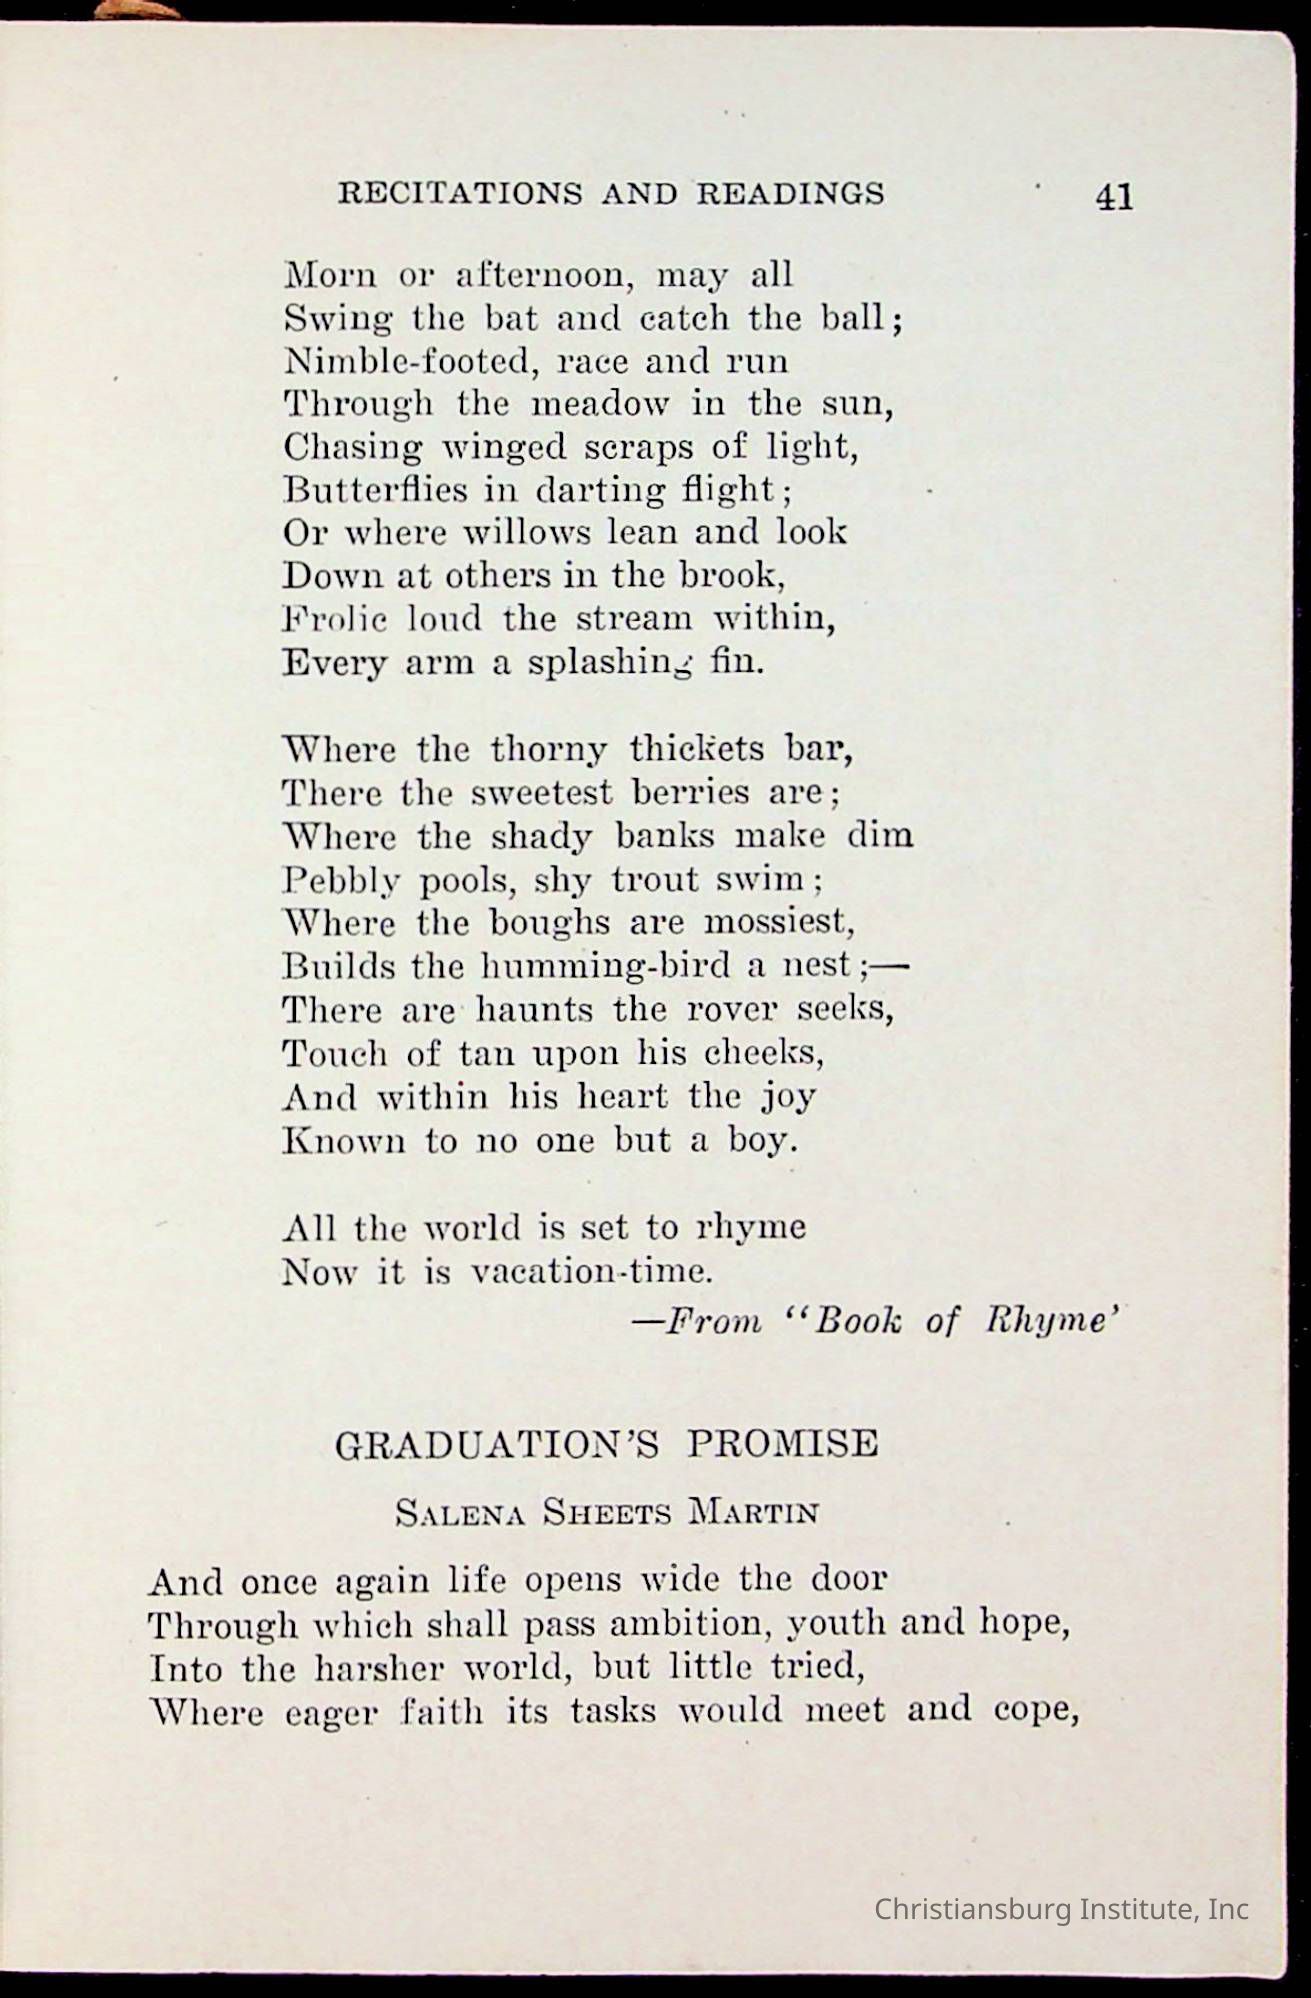 RECITATIONS AND READINGS 41
Morn or afternoon, may all
Swing the bat and catch the ball;
Nimble-footed, race and run
Through the meadow in the sun,
Chasing winged scraps of light,
Butterflies in darting flight;
Or where willows lean and look
Down at others in the brook,
Frolic loud the stream within,
Every arm a splashing fin.
Where the thorny thickets bar,
There the sweetest berries are;
Where the shady banks make dim
Pebbly pools, shy trout swim;
Where the boughs are mossiest,
Builds the humming-bird a nest;—
There are haunts the rover seeks,
Touch of tan upon his cheeks,
And within his heart the joy
Known to no one but a boy.
All the world is set to rhyme
Now it is vacation-time.
—From "Book of Rhyme'
GRADUATION'S PROMISE
SALENA SHEETS MARTIN
And once again life opens wide the door
Through which shall pass ambition, youth and hope,
Into the harsher world, but little tried,
Where eager faith its tasks would meet and cope,
Christiansburg Institute, Inc